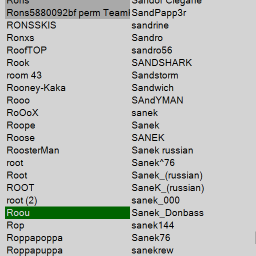 Rons Sandor Clegane
Rons5880092bf perm Teaml SandPapp3r
RONSSKIS sandrine
Ronxs Sandro
RoofTOP sandro56
Rook SANDSHARK
room 43 Sandstorm
Rooney-Kaka Sandwich
Rooo SAndYMAN
RoOoX sanek
Roope Sanek
Roose SANEK
RoosterMan Sanek russian
root Sanek^76
Root Sanek_(russian)
ROOT SaneK_(russian)
root (2) sanek_000
Roou Sanek_Donbass
Rop sanek144
Roppapoppa Sanek76
Roppapuppa sanekrew